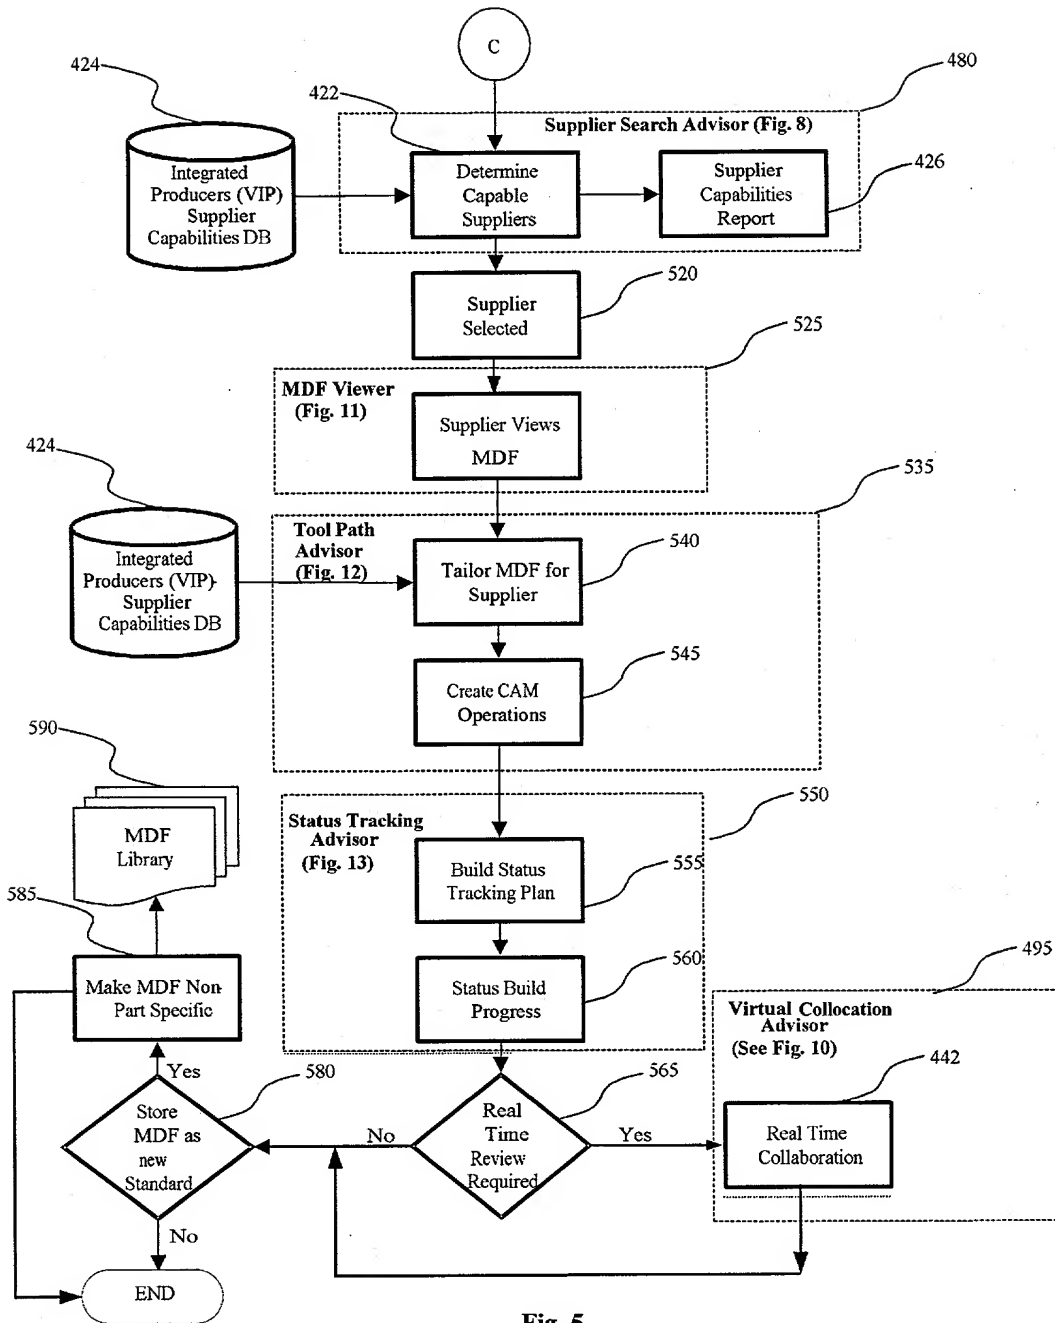 C
424
422
480
Supplier Search Advisor (Fig. 8)
Integrated
Producers (VIP)
Supplier
Capabilities DB
Determine
Capable
Suppliers
Supplier
Capabilities
Report
426
520
Supplier
Selected
525
MDF Viewer
(Fig. 11)
Supplier Views
MDF
424
535
Tool Path
Advisor
(Fig. 12)
Integrated
Producers (VIP)-
Supplier
Capabilities DB
Tailor MDF for
Supplier
540
545
Create CAM
Operations
590
MDF
Library
550
Status Tracking
Advisor
(Fig. 13)
Build Status
Tracking Plan
555
585
Make MDF Non-
Part Specific
Status Build
Progress
560
495
Virtual Collocation
Advisor
(See Fig. 10)
442
Yes
580
565
Store
MDF as
new
Standard
No
Real
Time
Review
Required
Yes
Real Time
Collaboration
No
END
Fig. 5